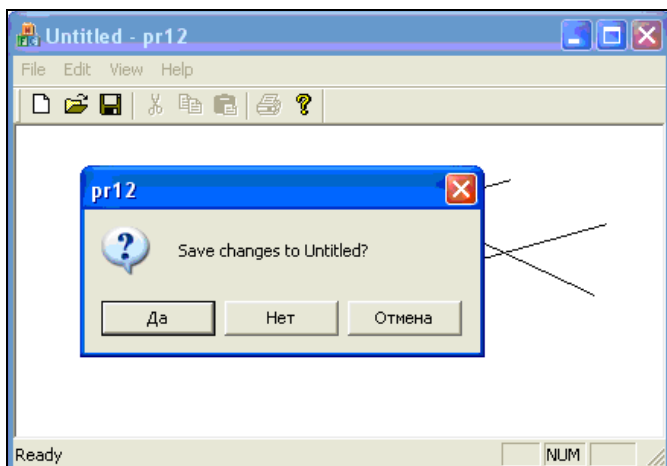 Untitled - pr12
File Edit View Help
pr12
Save changes to Untitled?
Да Нет Отмена
Ready NUM